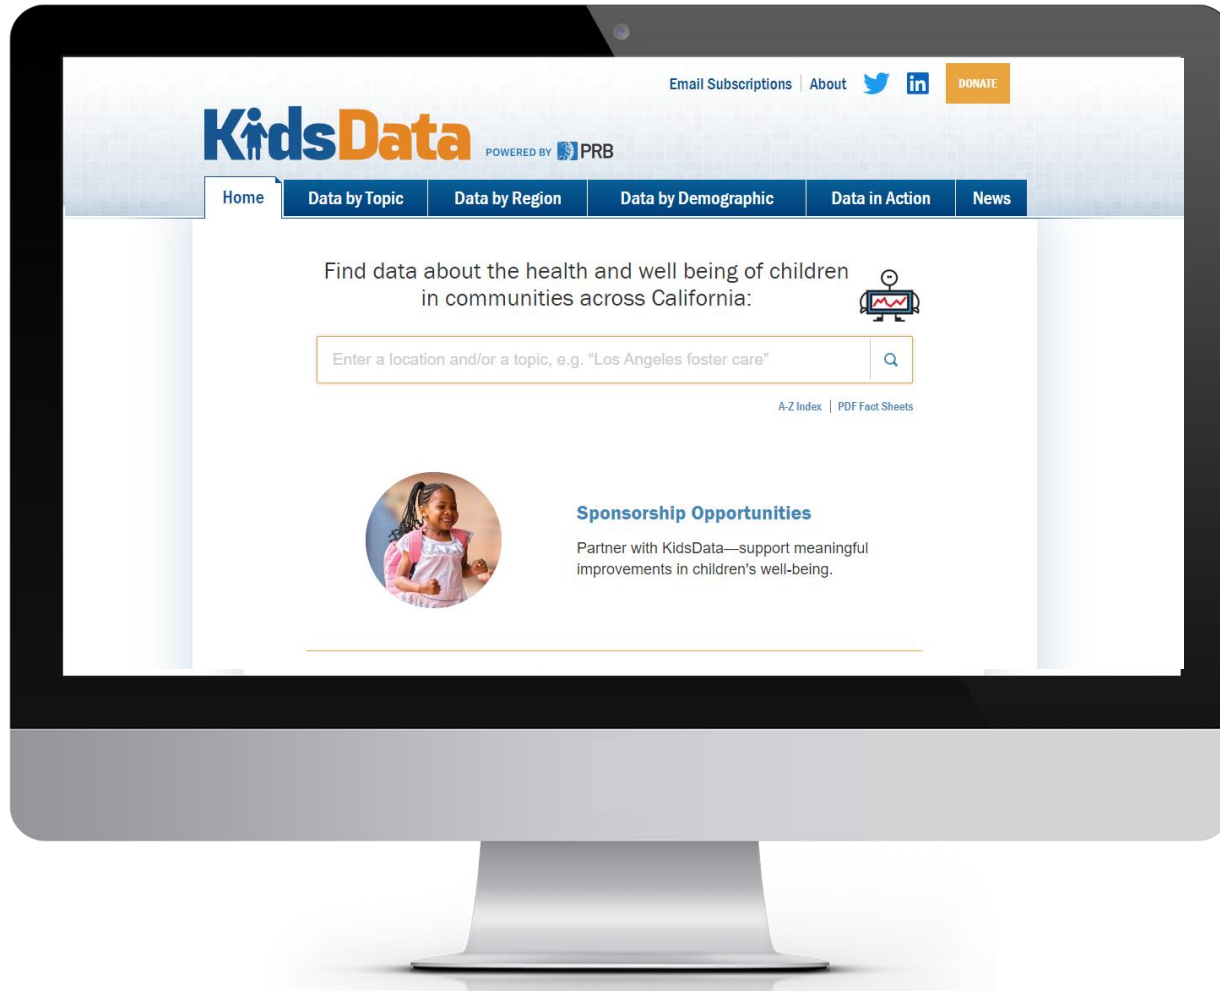 Email Subscriptions | About
DONATE
KidsData
POWERED BY PRB
Home
Data by Topic
Data by Region
Data by Demographic
Data in Action
News
Find data about the health and well being of children
in communities across California:
Enter a location and/or a topic, e.g. “Los Angeles foster care”
A-Z Index | PDF Fact Sheets
Sponsorship Opportunities
Partner with KidsData—support meaningful
improvements in children's well-being.